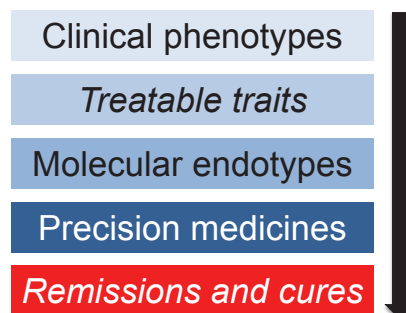 Clinical phenotypes
Treatable traits
Molecular endotypes
Precision medicines
Remissions and cures